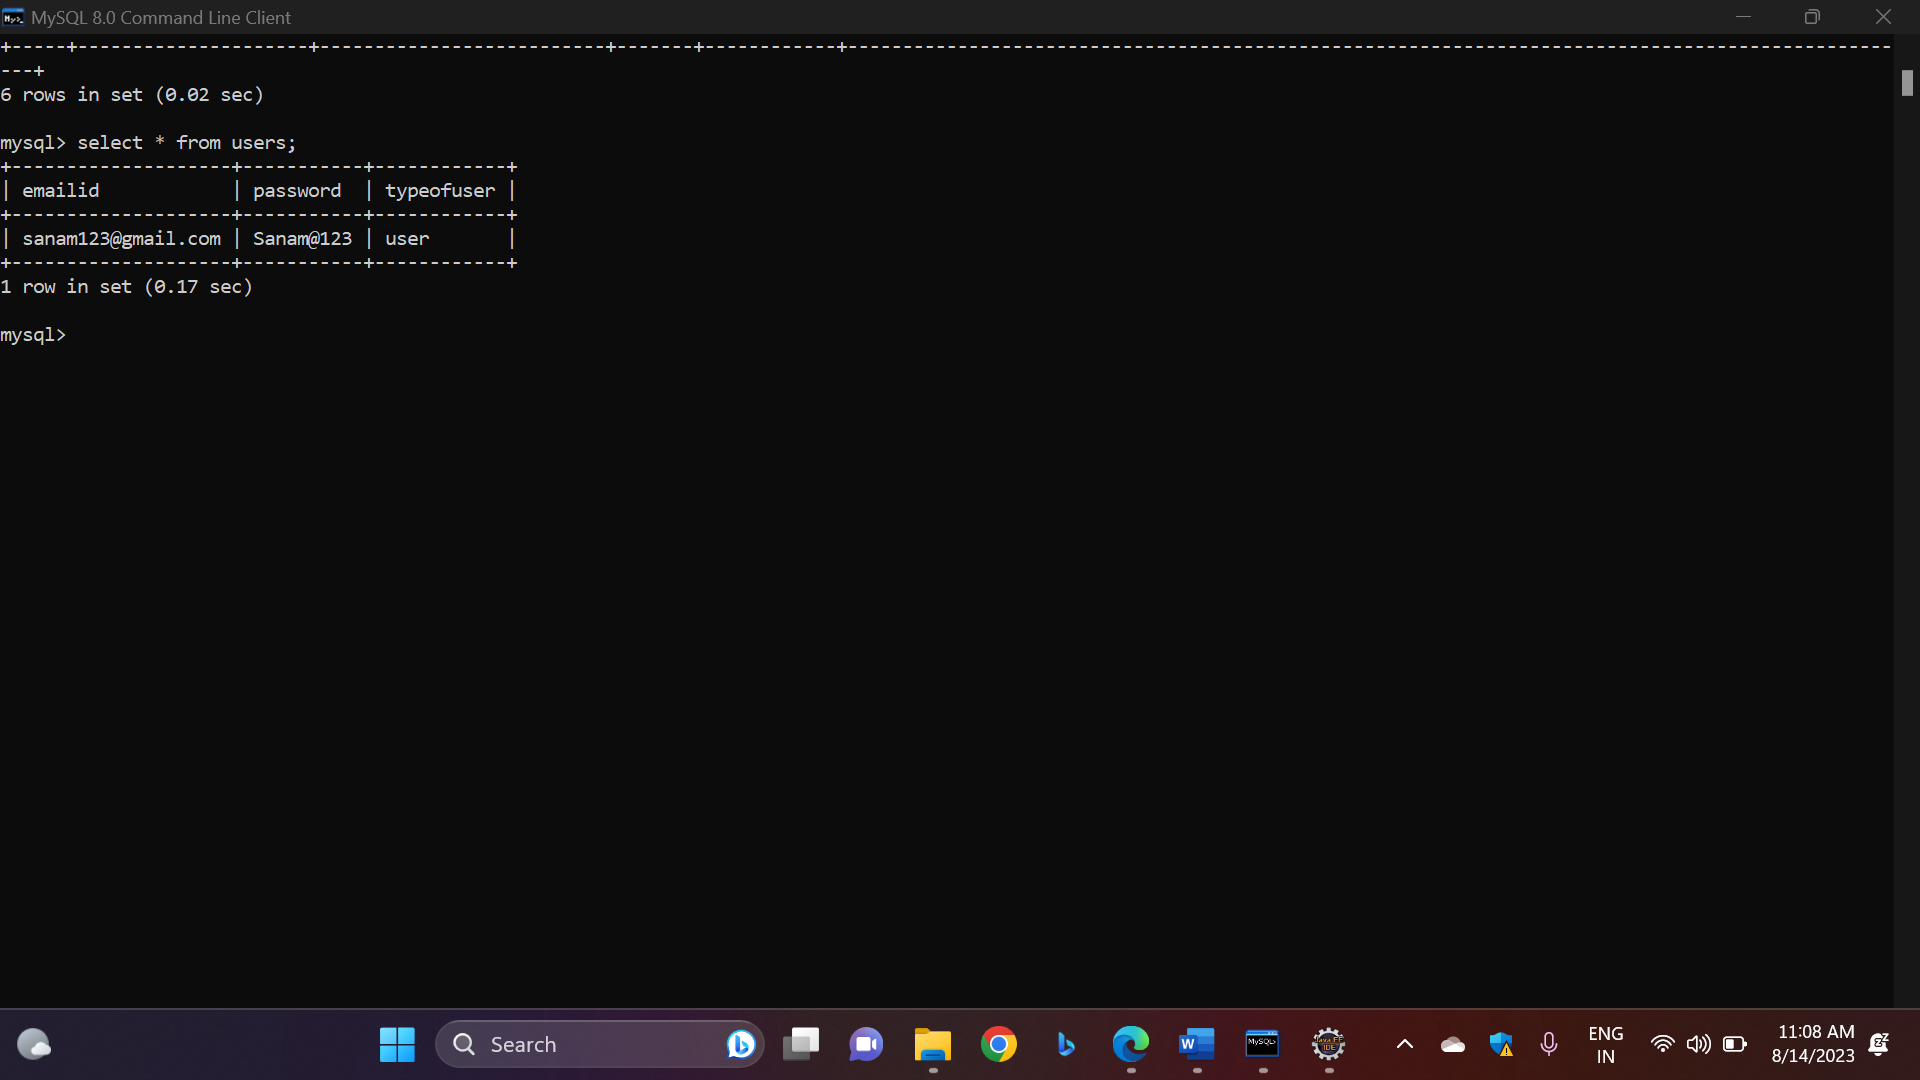 MySQL 8.0 Command Line Client
+-----+---------------------+--------------------------+-------+------------+-----------------------------------------------------------------------------------------------
---+
6 rows in set (0.02 sec)
mysql> select * from users;
+--------------------+-----------+------------+
| emailid            | password  | typeofuser |
+--------------------+-----------+------------+
| sanam123@gmail.com | Sanam@123 | user       |
+--------------------+-----------+------------+
1 row in set (0.17 sec)
mysql>
Search
ENG
IN
11:08 AM
8/14/2023